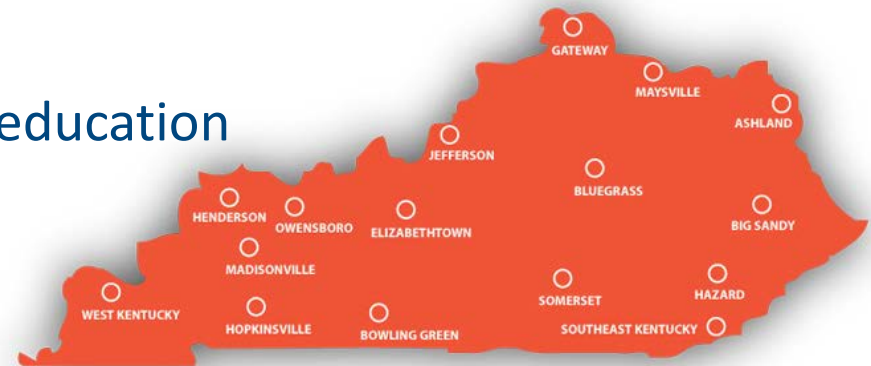 GATEWAY
MAYSVILLE
education
ASHLAND
JEFFERSON
BLUEGRASS
HENDERSON
OWENSBORO
ELIZABETHTOWN
BIG SANDY
MADISONVILLE
WEST KENTUCKY
SOMERSET
HAZARD
HOPKINSVILLE
BOWLING GREEN
SOUTHEAST KENTUCKY